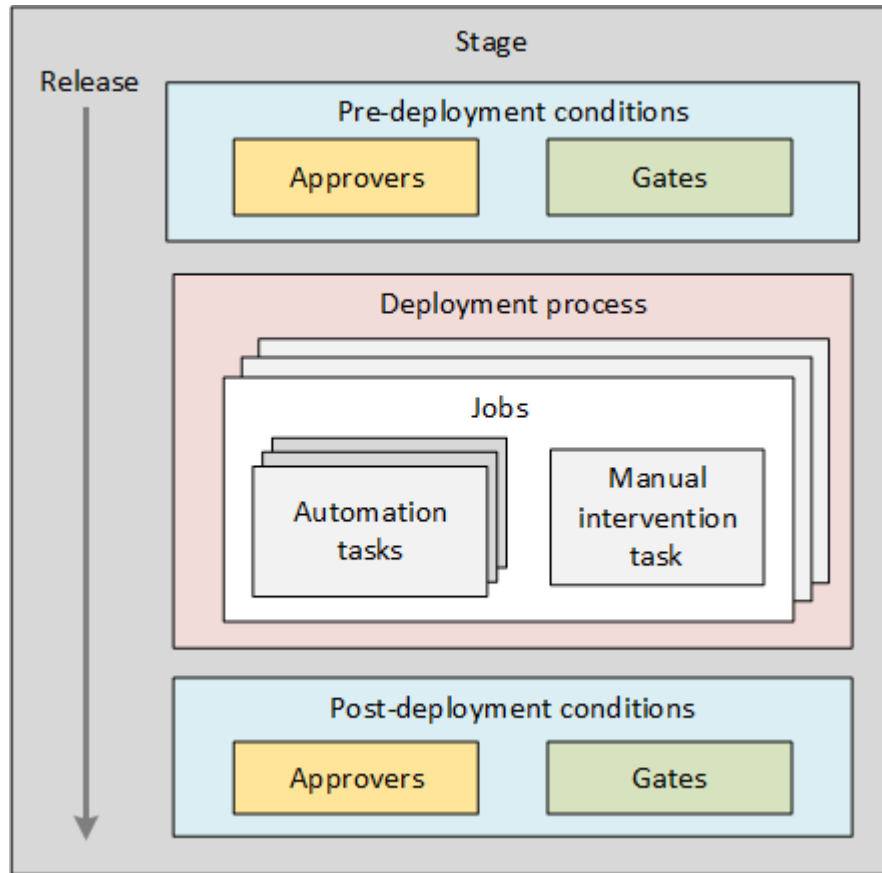 Stage
Release
Pre-deployment conditions
Approvers
Gates
Deployment process
Jobs
Automation
tasks
Manual
intervention
task
Post-deployment conditions
Approvers
Gates